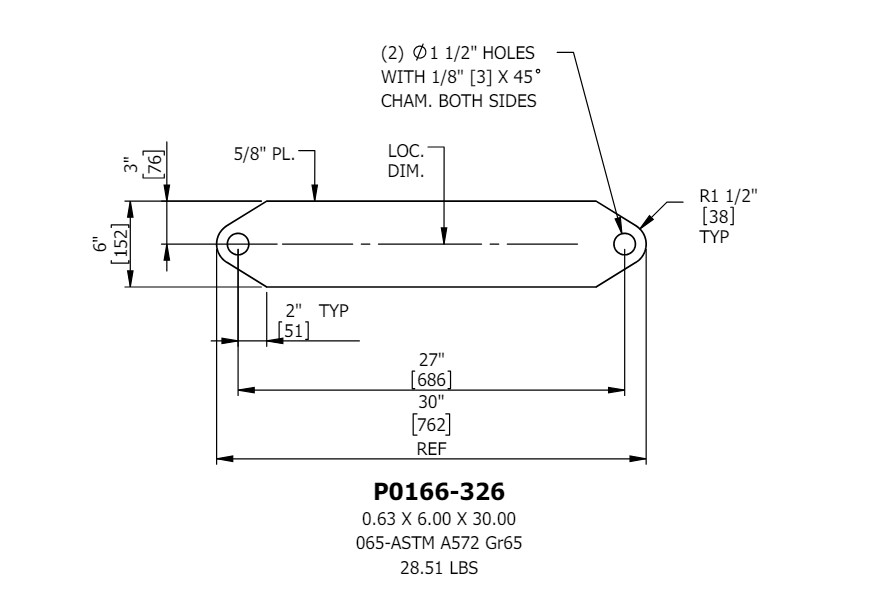 (2) Ø1 1/2" HOLES
WITH 1/8" [3] X 45°
CHAM. BOTH SIDES
3"
[76]
5/8" PL.
LOC.
DIM.
R1 1/2"
[38]
TYP
6"
[152]
2" TYP
[51]
27"
[686]
30"
[762]
REF
P0166-326
0.63 X 6.00 X 30.00
065-ASTM A572 Gr65
28.51 LBS